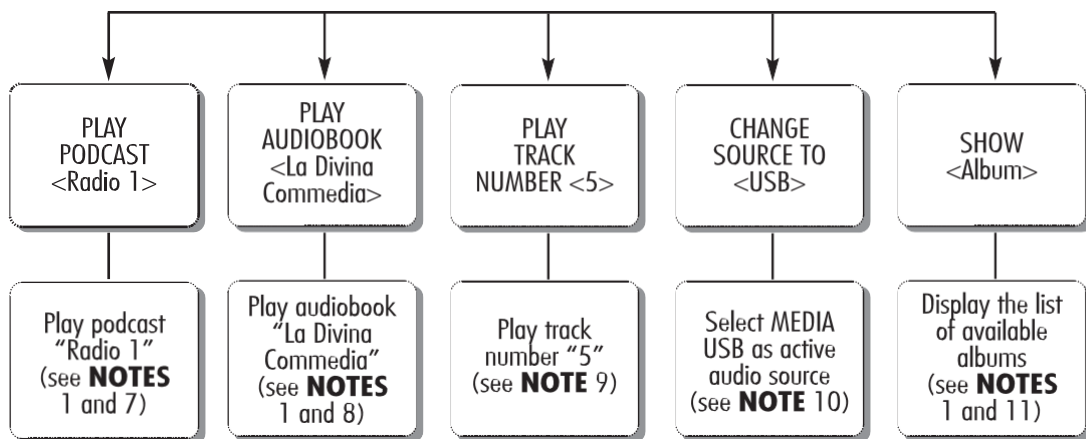 PLAY
PODCAST
<Radio 1>
PLAY
AUDIOBOOK
<La Divina
Commedia>
PLAY
TRACK
NUMBER <5>
CHANGE
SOURCE TO
<USB>
SHOW
<Album>
Play podcast
“Radio 1”
(see NOTES
1 and 7)
Play audiobook
“La Divina
Commedia”
(see NOTES
1 and 8)
Play track
number “5”
(see NOTE 9)
Select MEDIA
USB as active
audio source
(see NOTE 10)
Display the list
of available
albums
(see NOTES
1 and 11)